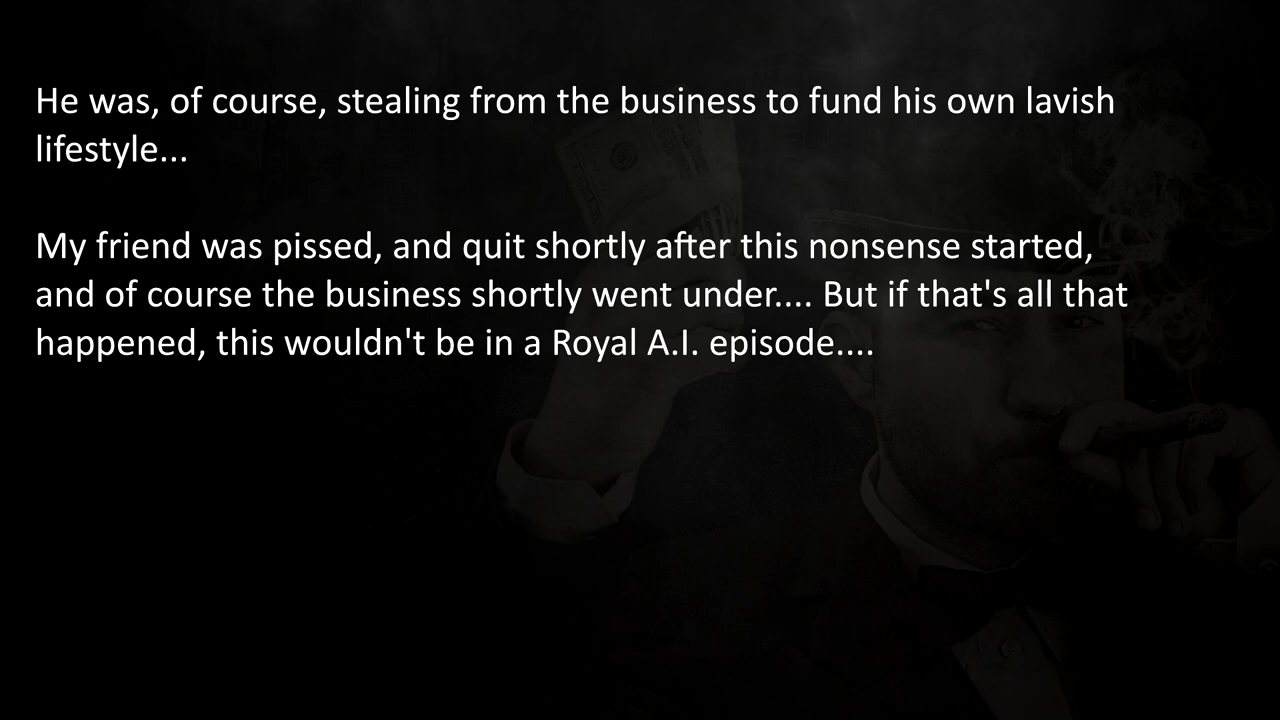 He was, of course, stealing from the business to fund his own lavish
lifestyle...
My friend was pissed, and quit shortly after this nonsense started,
and of course the business shortly went under.... But if that's all that
happened, this wouldn't be in a Royal A.I. episode....